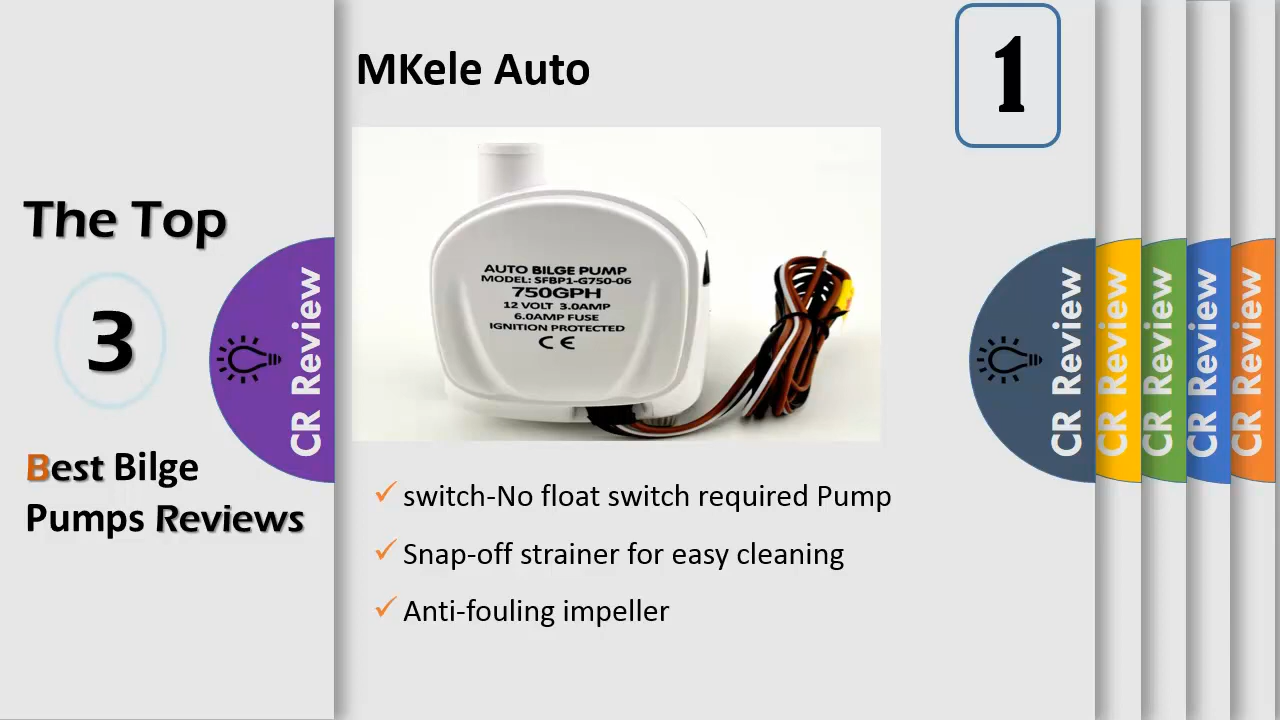 The Top
3
Best Bilge
Pumps Reviews
CR Review
MKele Auto
1
AUTO BILGE PUMP
MODEL: SFBP1-G750-06
750GPH
12 VOLT 3.0AMP
6.0AMP FUSE
IGNITION PROTECTED
CE
switch-No float switch required Pump
Snap-off strainer for easy cleaning
Anti-fouling impeller
CR Review
CR Review
CR Review
CR Review
CR Review